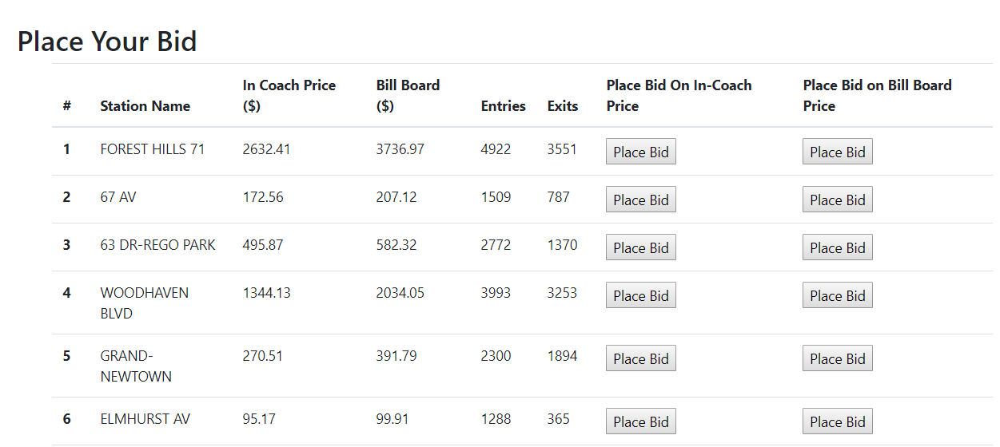 Place Your Bid
# Station Name In Coach Price ($) Bill Board ($) Entries Exits Place Bid On In-Coach Price Place Bid on Bill Board Price
1 FOREST HILLS 71 2632.41 3736.97 4922 3551 Place Bid Place Bid
2 67 AV 172.56 207.12 1509 787 Place Bid Place Bid
3 63 DR-REGO PARK 495.87 582.32 2772 1370 Place Bid Place Bid
4 WOODHAVEN BLVD 1344.13 2034.05 3993 3253 Place Bid Place Bid
5 GRAND-NEWTOWN 270.51 391.79 2300 1894 Place Bid Place Bid
6 ELMHURST AV 95.17 99.91 1288 365 Place Bid Place Bid